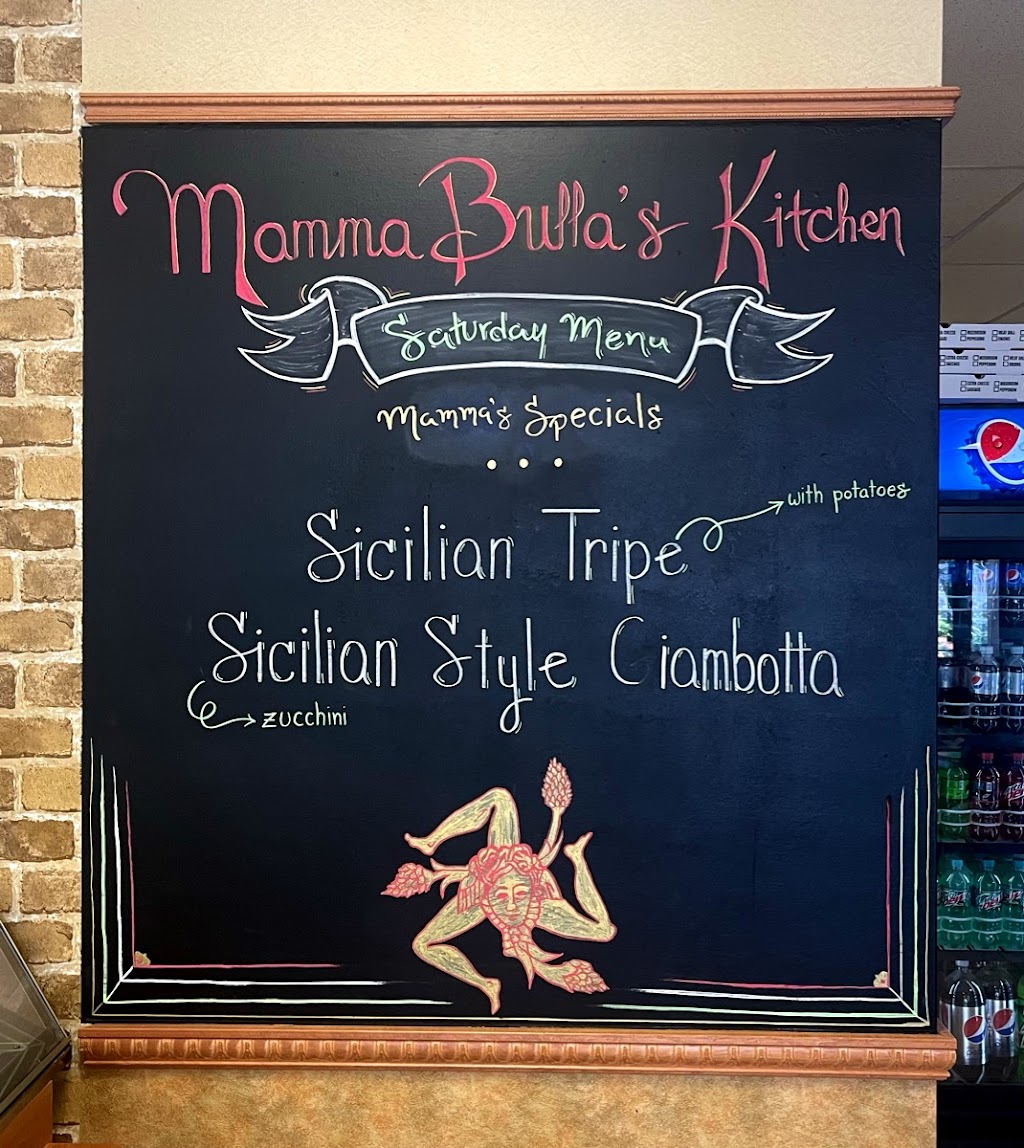 Mamma Bulla's Kitchen
Saturday Menu
Mamma's Specials
• • •
Sicilian Tripe
with potatoes
Sicilian Style Ciambotta
zucchini